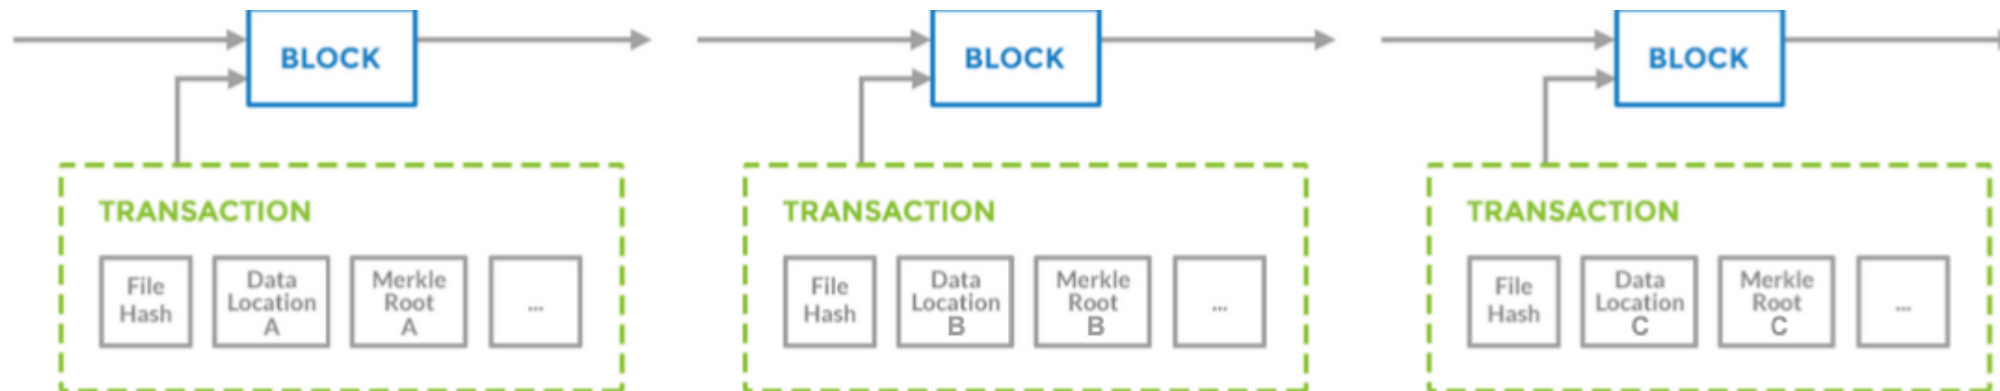 BLOCK
BLOCK
BLOCK
TRANSACTION
File
Hash
Data
Location
A
Merkle
Root
A
...
TRANSACTION
File
Hash
Data
Location
B
Merkle
Root
B
...
TRANSACTION
File
Hash
Data
Location
C
Merkle
Root
C
...